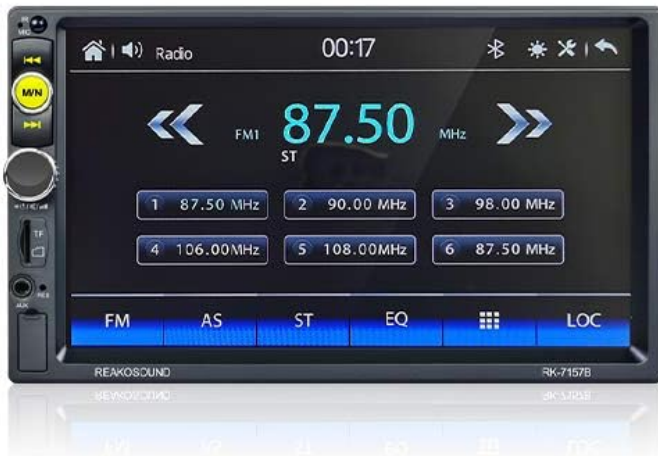 MIC
Radio
00:17
M/N
FM1
87.50
MHz
ST
1 87.50 MHz
2 90.00 MHz
3 98.00 MHz
4 106.00MHz
5 108.00MHz
6 87.50 MHz
TF
RES
AUX
FM
AS
ST
EQ
LOC
REAKOSOUND
RK-7157B